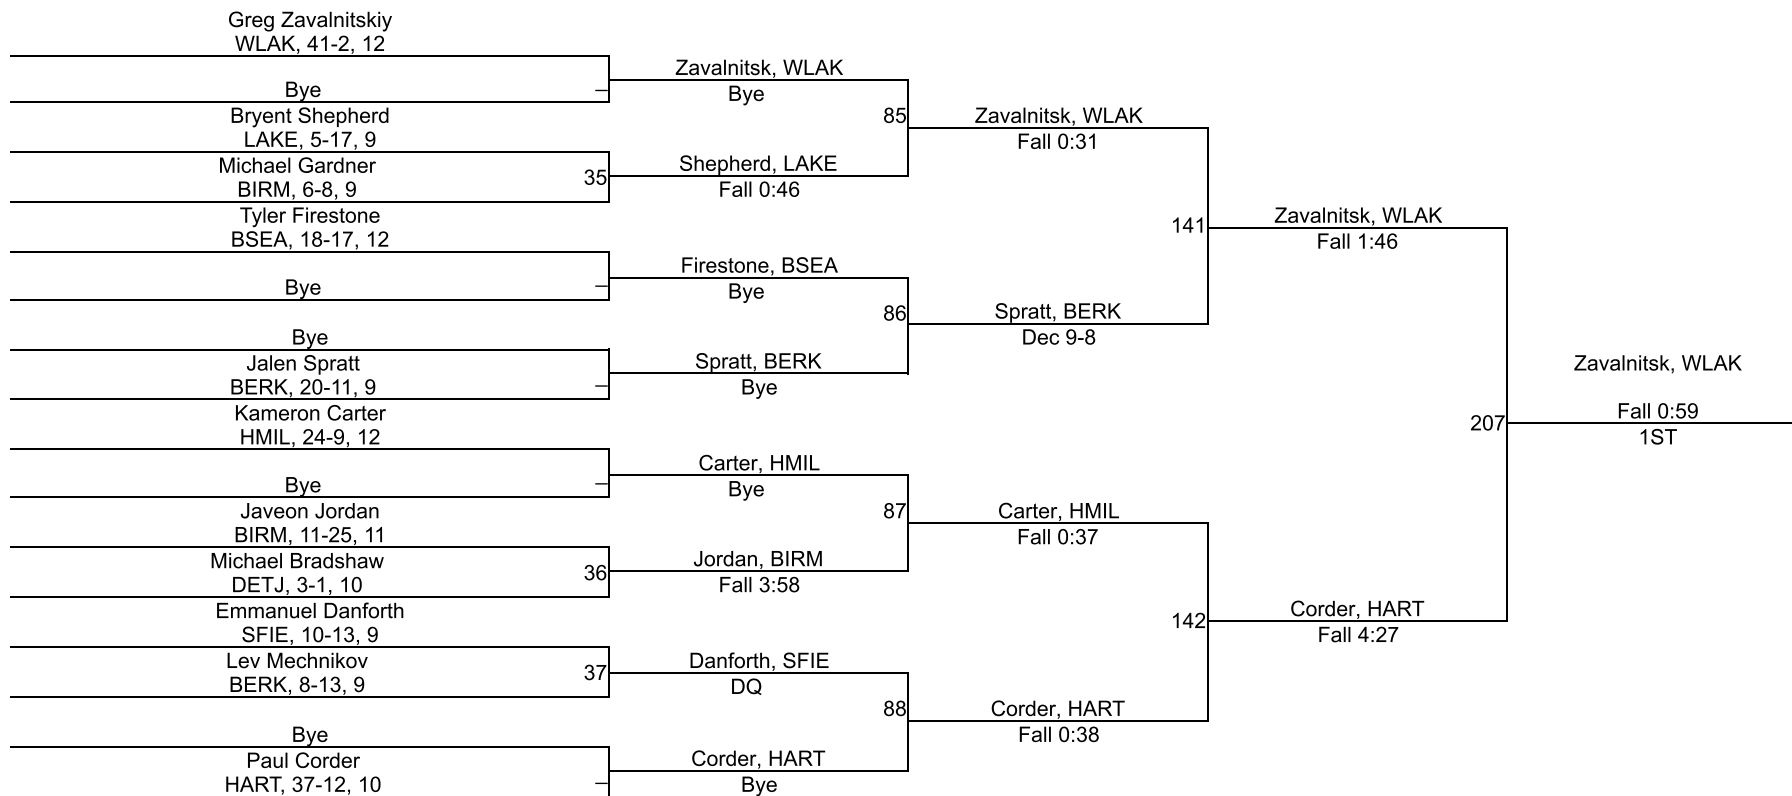 Greg Zavalnitskiy
WLAK, 41-2, 12
Bye
Bryent Shepherd
LAKE, 5-17, 9
Michael Gardner
BIRM, 6-8, 9
35
Tyler Firestone
BSEA, 18-17, 12
Bye
Bye
Jalen Spratt
BERK, 20-11, 9
Kameron Carter
HMIL, 24-9, 12
Bye
Javeon Jordan
BIRM, 11-25, 11
Michael Bradshaw
DETJ, 3-1, 10
36
Emmanuel Danforth
SFIE, 10-13, 9
Lev Mechnikov
BERK, 8-13, 9
37
Bye
Paul Corder
HART, 37-12, 10
Zavalnitsk, WLAK
Bye
85
Shepherd, LAKE
Fall 0:46
Firestone, BSEA
Bye
86
Spratt, BERK
Bye
Carter, HMIL
Bye
87
Jordan, BIRM
Fall 3:58
Danforth, SFIE
DQ
88
Corder, HART
Bye
Zavalnitsk, WLAK
Fall 0:31
141
Spratt, BERK
Dec 9-8
Carter, HMIL
Fall 0:37
142
Corder, HART
Fall 0:38
Zavalnitsk, WLAK
Fall 1:46
207
Corder, HART
Fall 4:27
Zavalnitsk, WLAK
Fall 0:59
1ST